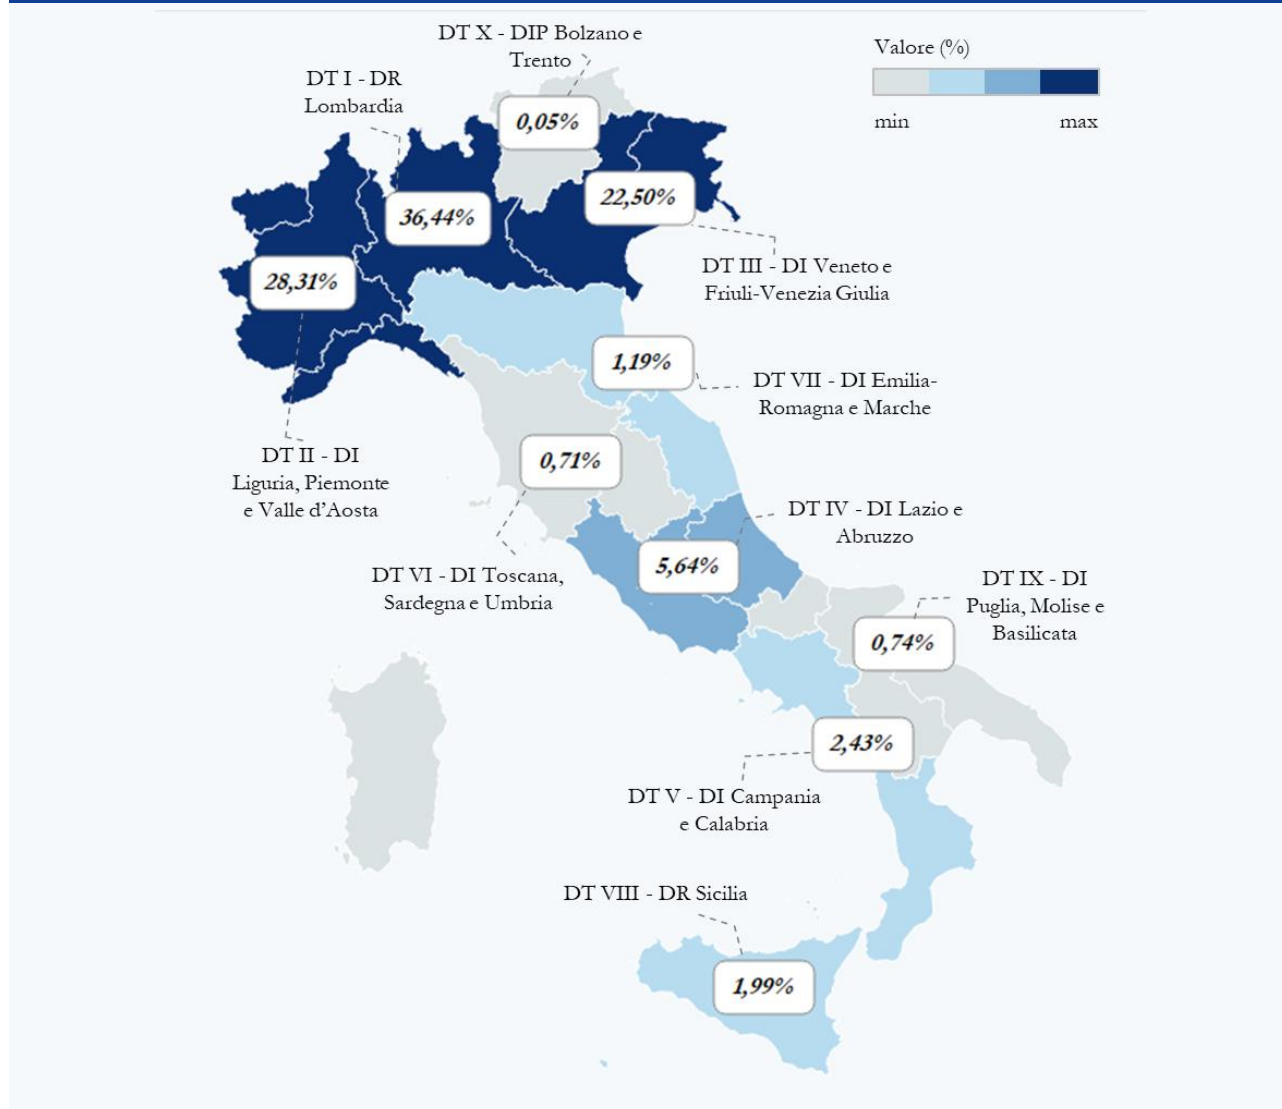 DT X - DIP Bolzano e
Trento
Valore (%)
min
max
DT I - DR
Lombardia
0,05%
22,50%
36,44%
28,31%
DT III - DI Veneto e
Friuli-Venezia Giulia
1,19%
DT VII - DI Emilia-
Romagna e Marche
DT II - DI
Liguria, Piemonte
e Valle d'Aosta
0,71%
DT IV - DI Lazio e
Abruzzo
5,64%
DT VI - DI Toscana,
Sardegna e Umbria
DT IX - DI
Puglia, Molise e
Basilicata
0,74%
2,43%
DT V - DI Campania
e Calabria
DT VIII - DR Sicilia
1,99%